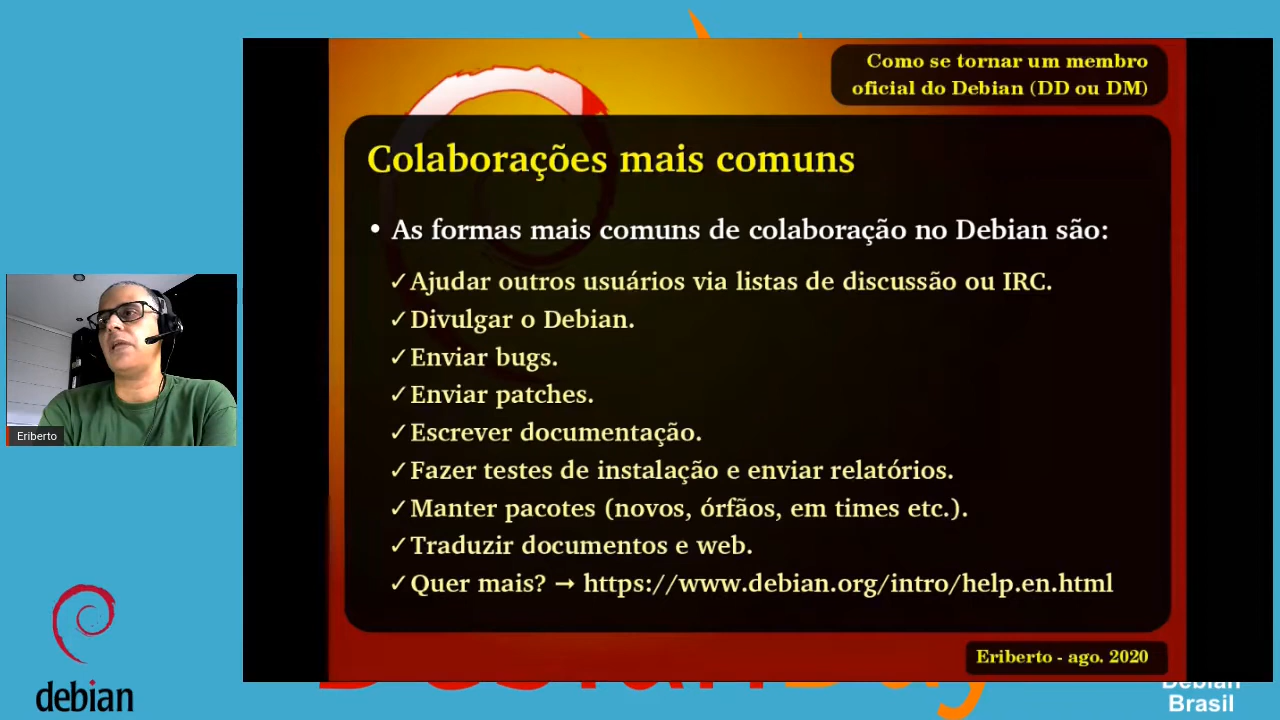 Como se tornar um membro
oficial do Debian (DD ou DM)
Colaborações mais comuns
• As formas mais comuns de colaboração no Debian são:
✓Ajudar outros usuários via listas de discussão ou IRC.
✓Divulgar o Debian.
✓Enviar bugs.
✓Enviar patches.
✓Escrever documentação.
✓Fazer testes de instalação e enviar relatórios.
✓Manter pacotes (novos, órfãos, em times etc.).
✓Traduzir documentos e web.
✓Quer mais? → https://www.debian.org/intro/help.en.html
Eriberto - ago. 2020
Eriberto
debian
Debian
Brasil